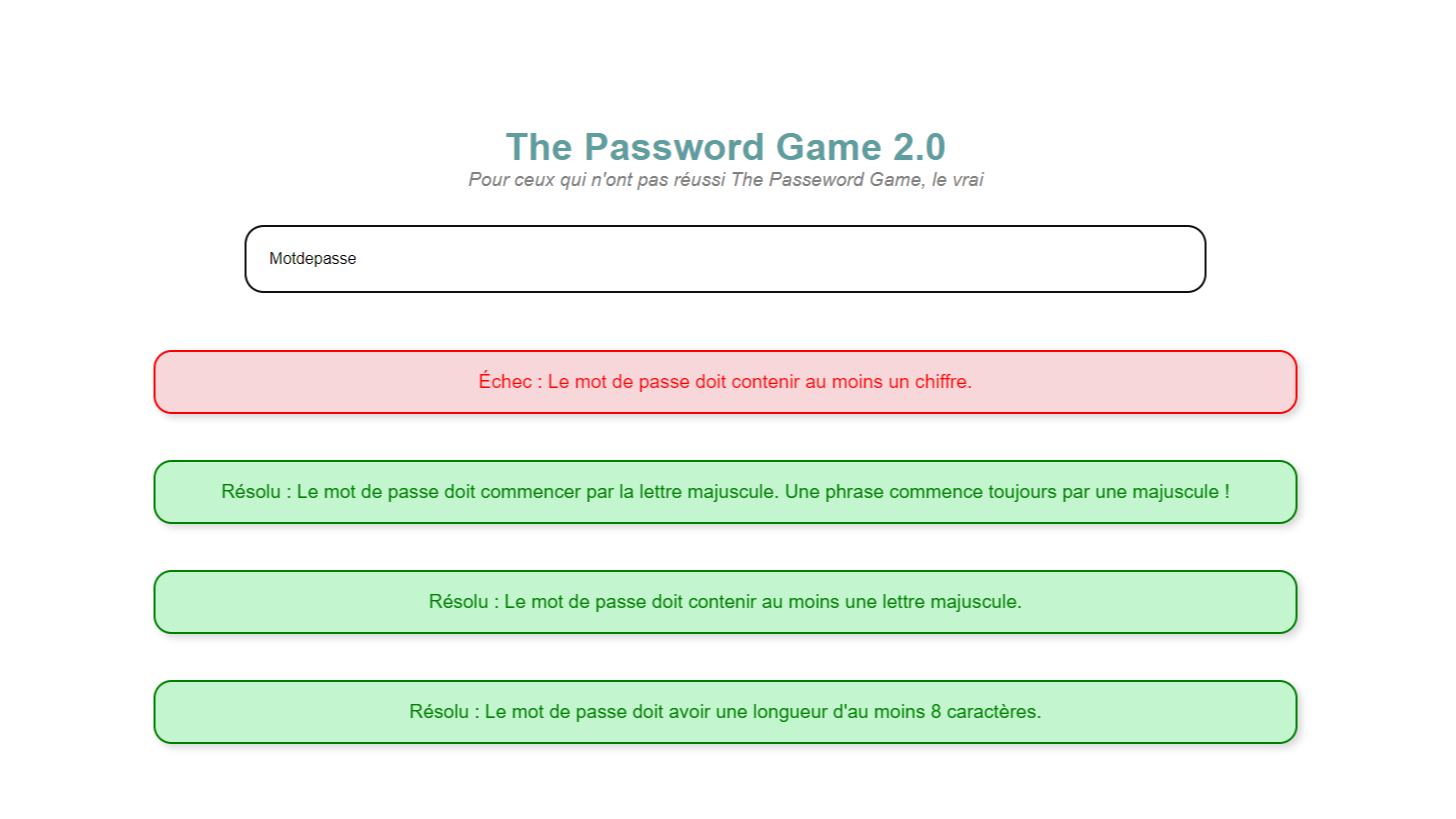 The Password Game 2.0
Pour ceux qui n'ont pas réussi The Passeword Game, le vrai
Motdepasse
Échec : Le mot de passe doit contenir au moins un chiffre.
Résolu : Le mot de passe doit commencer par la lettre majuscule. Une phrase commence toujours par une majuscule !
Résolu : Le mot de passe doit contenir au moins une lettre majuscule.
Résolu : Le mot de passe doit avoir une longueur d'au moins 8 caractères.